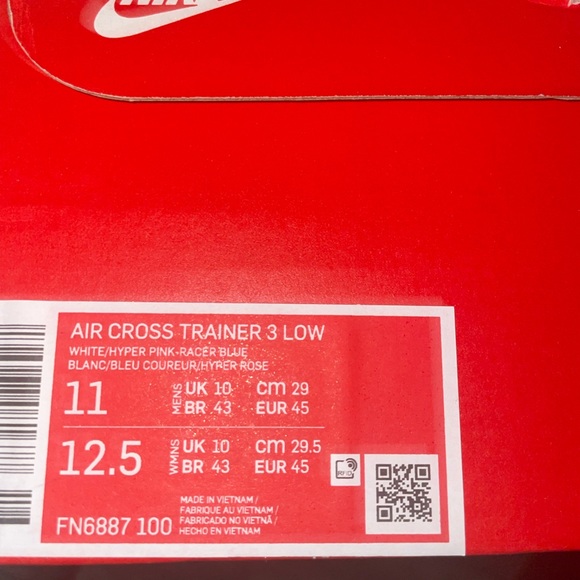 NIKE
AIR CROSS TRAINER 3 LOW
WHITE/HYPER PINK-RACER BLUE
BLANC/BLEU COUREUR/HYPER ROSE
11 MENS UK 10 cm 29
BR 43 EUR 45
12.5 WMNS UK 10 cm 29.5
BR 43 EUR 45
RFID
MADE IN VIETNAM /
FABRIQUE AU VIETNAM /
FABRICADO NO VIETNÃ /
FN6887 100 HECHO EN VIETNAM